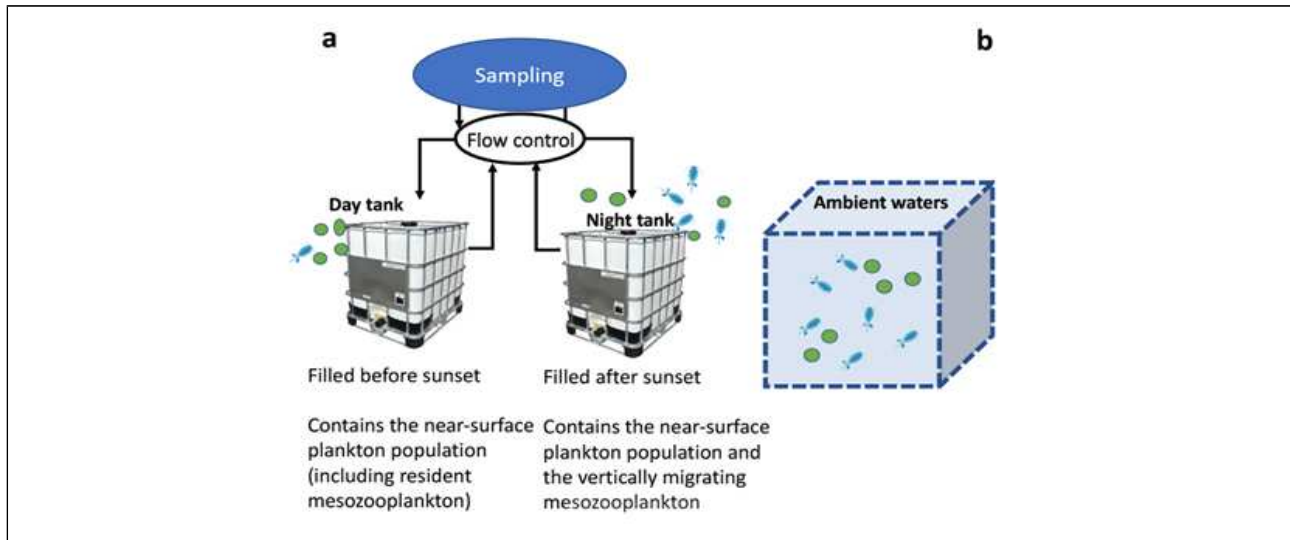 a
b
Sampling
Flow control
Day tank
Night tank
Ambient waters
Filled before sunset
Contains the near-surface
plankton population
(including resident
mesozooplankton)
Filled after sunset
Contains the near-surface
plankton population and
the vertically migrating
mesozooplankton